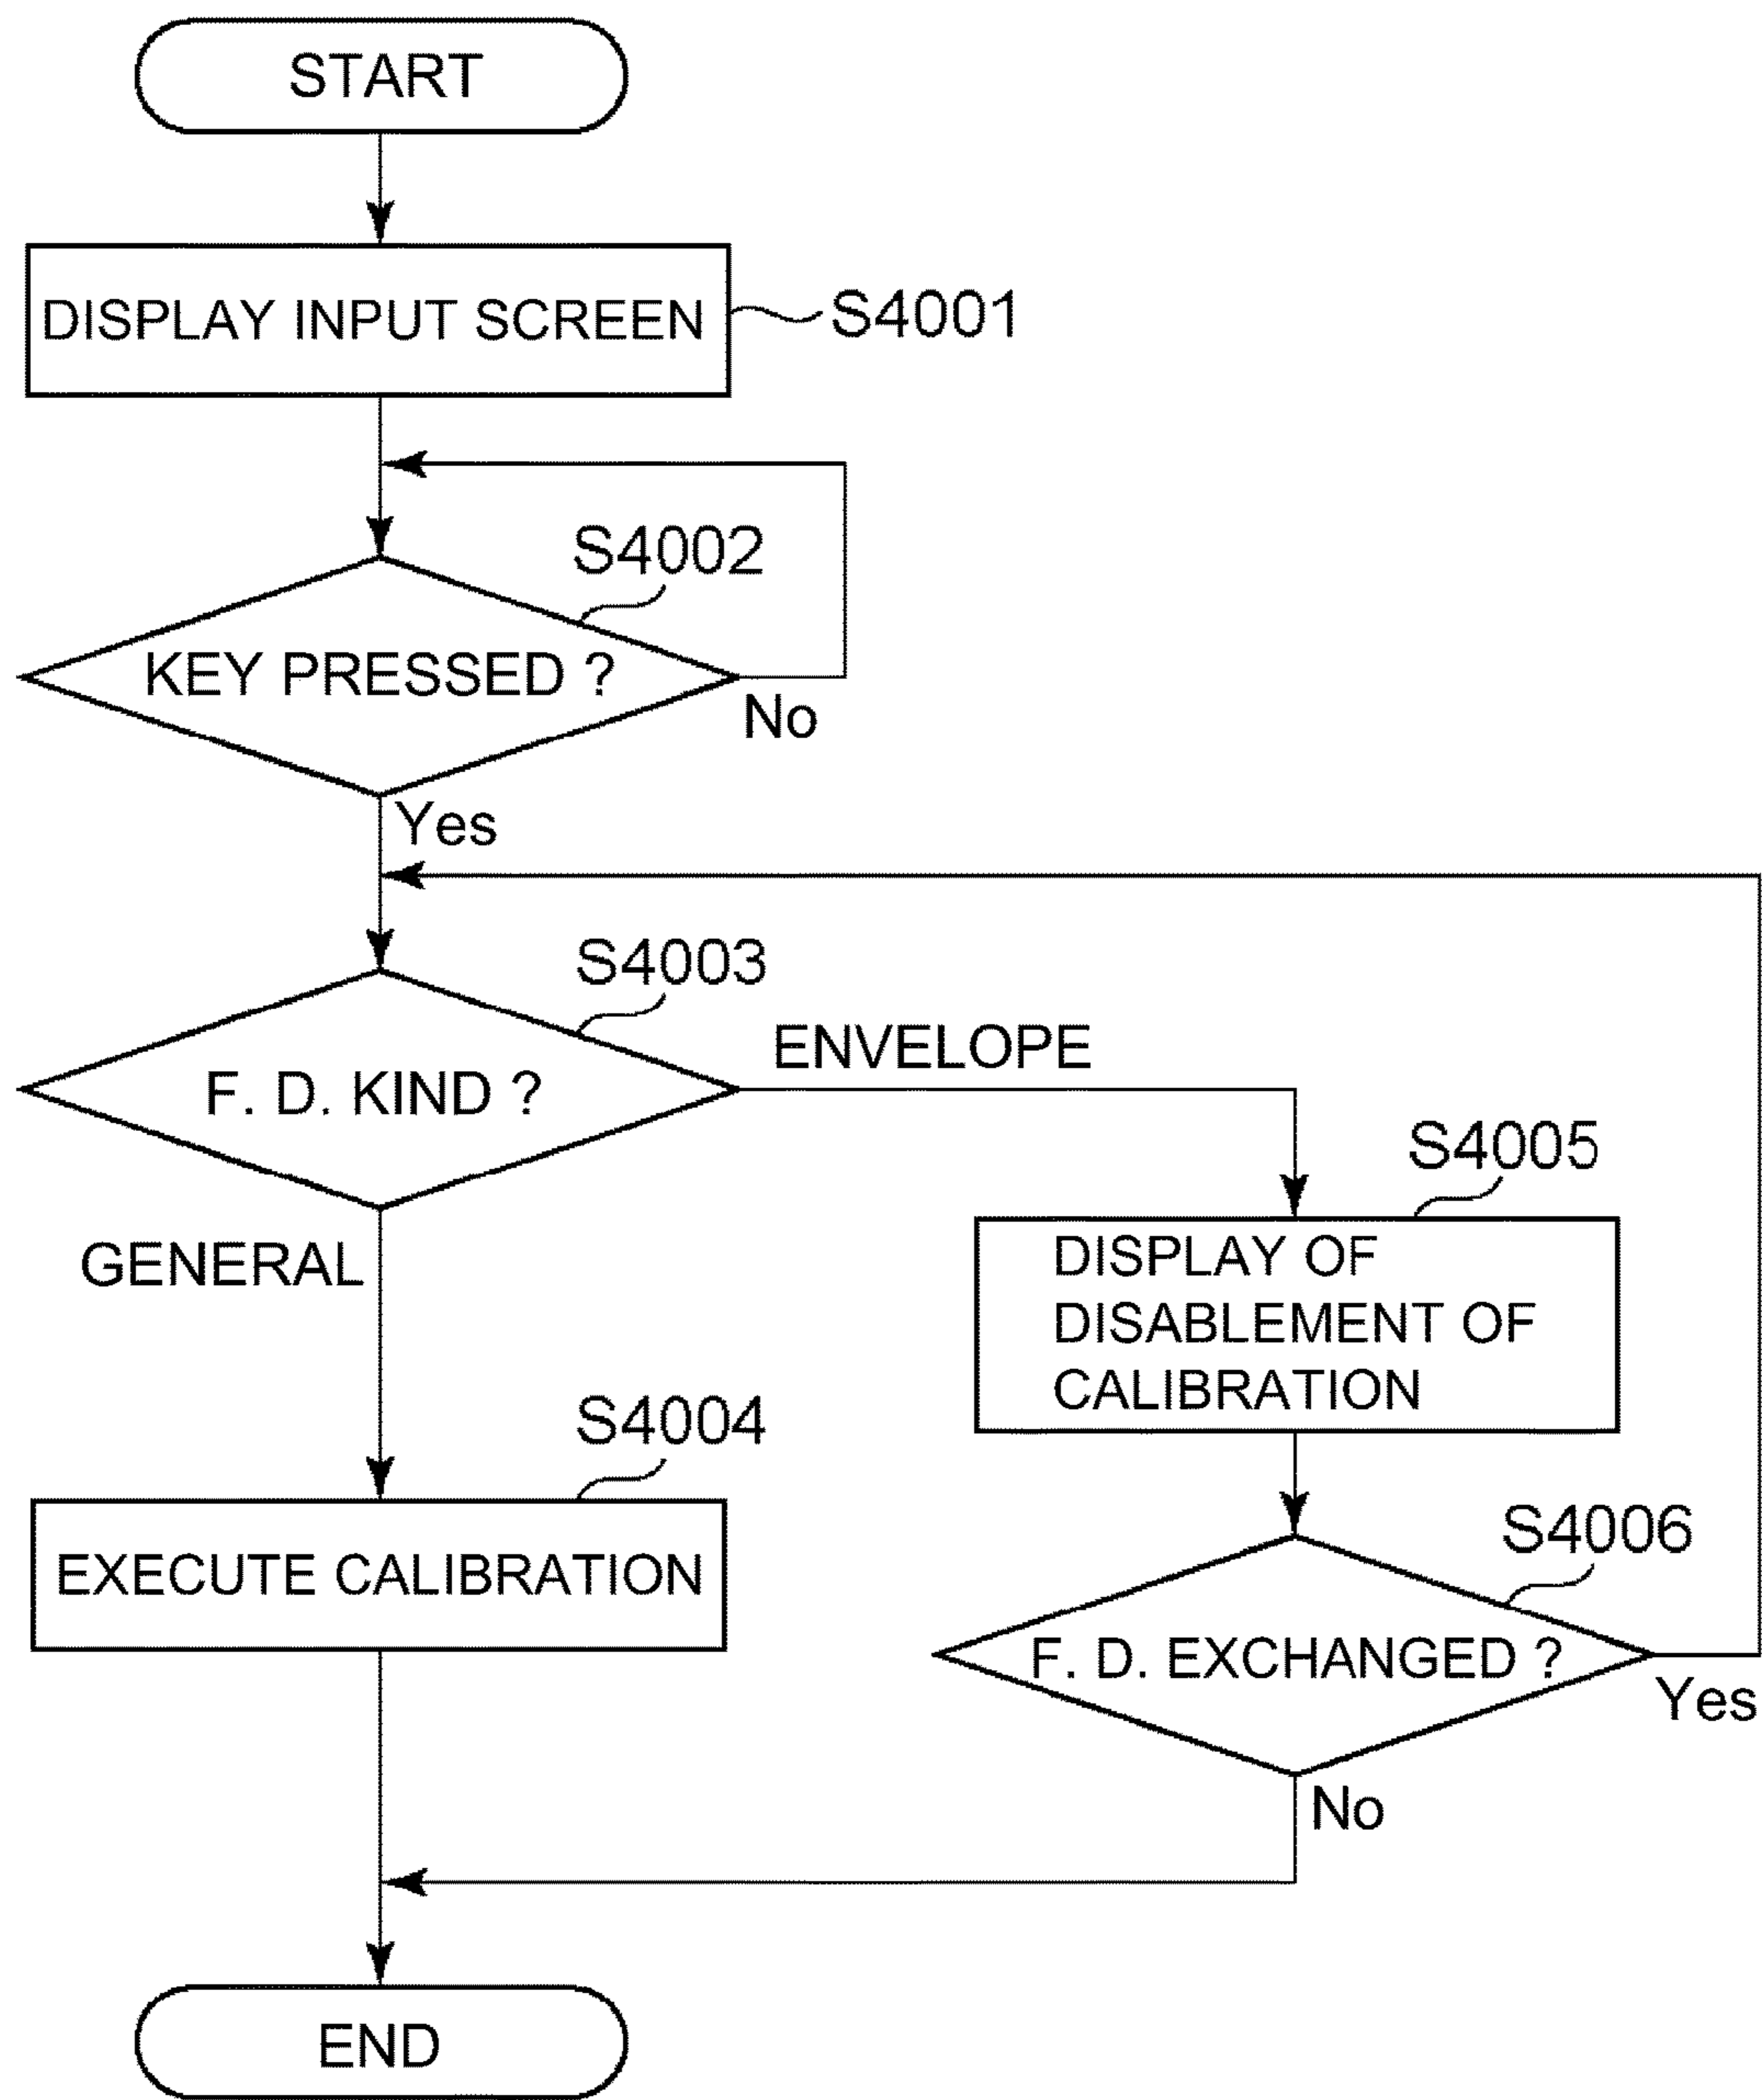 START
DISPLAY INPUT SCREEN
S4001
S4002
KEY PRESSED ?
No
Yes
S4003
F. D. KIND ?
ENVELOPE
GENERAL
S4005
DISPLAY OF
DISABLEMENT OF
CALIBRATION
S4004
EXECUTE CALIBRATION
S4006
F. D. EXCHANGED ?
Yes
No
END